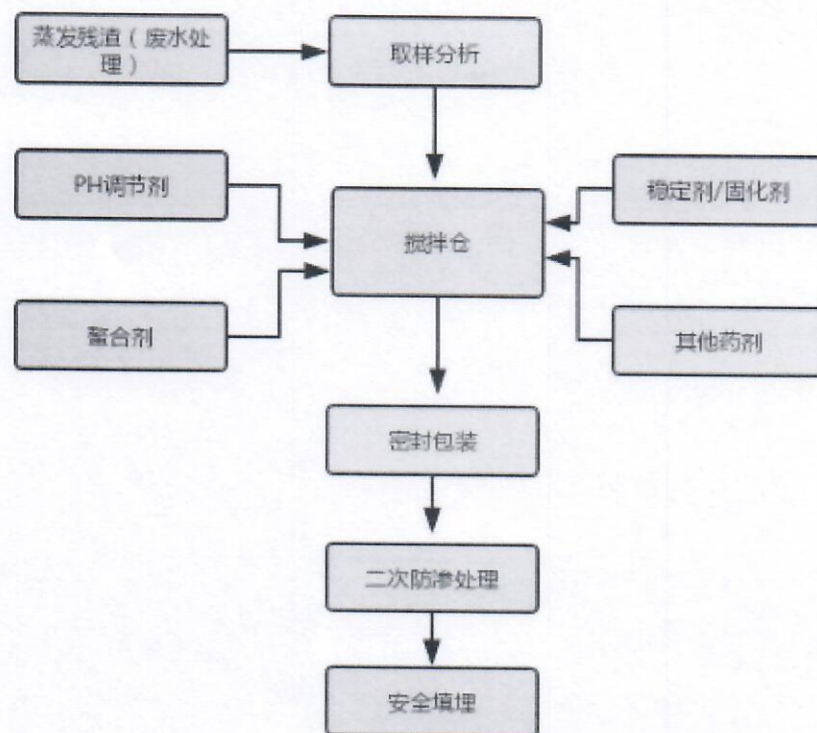 蒸发残渣（废水处
理）
取样分析
PH调节剂
稳定剂/固化剂
搅拌仓
螯合剂
其他药剂
密封包装
二次防渗处理
安全填埋